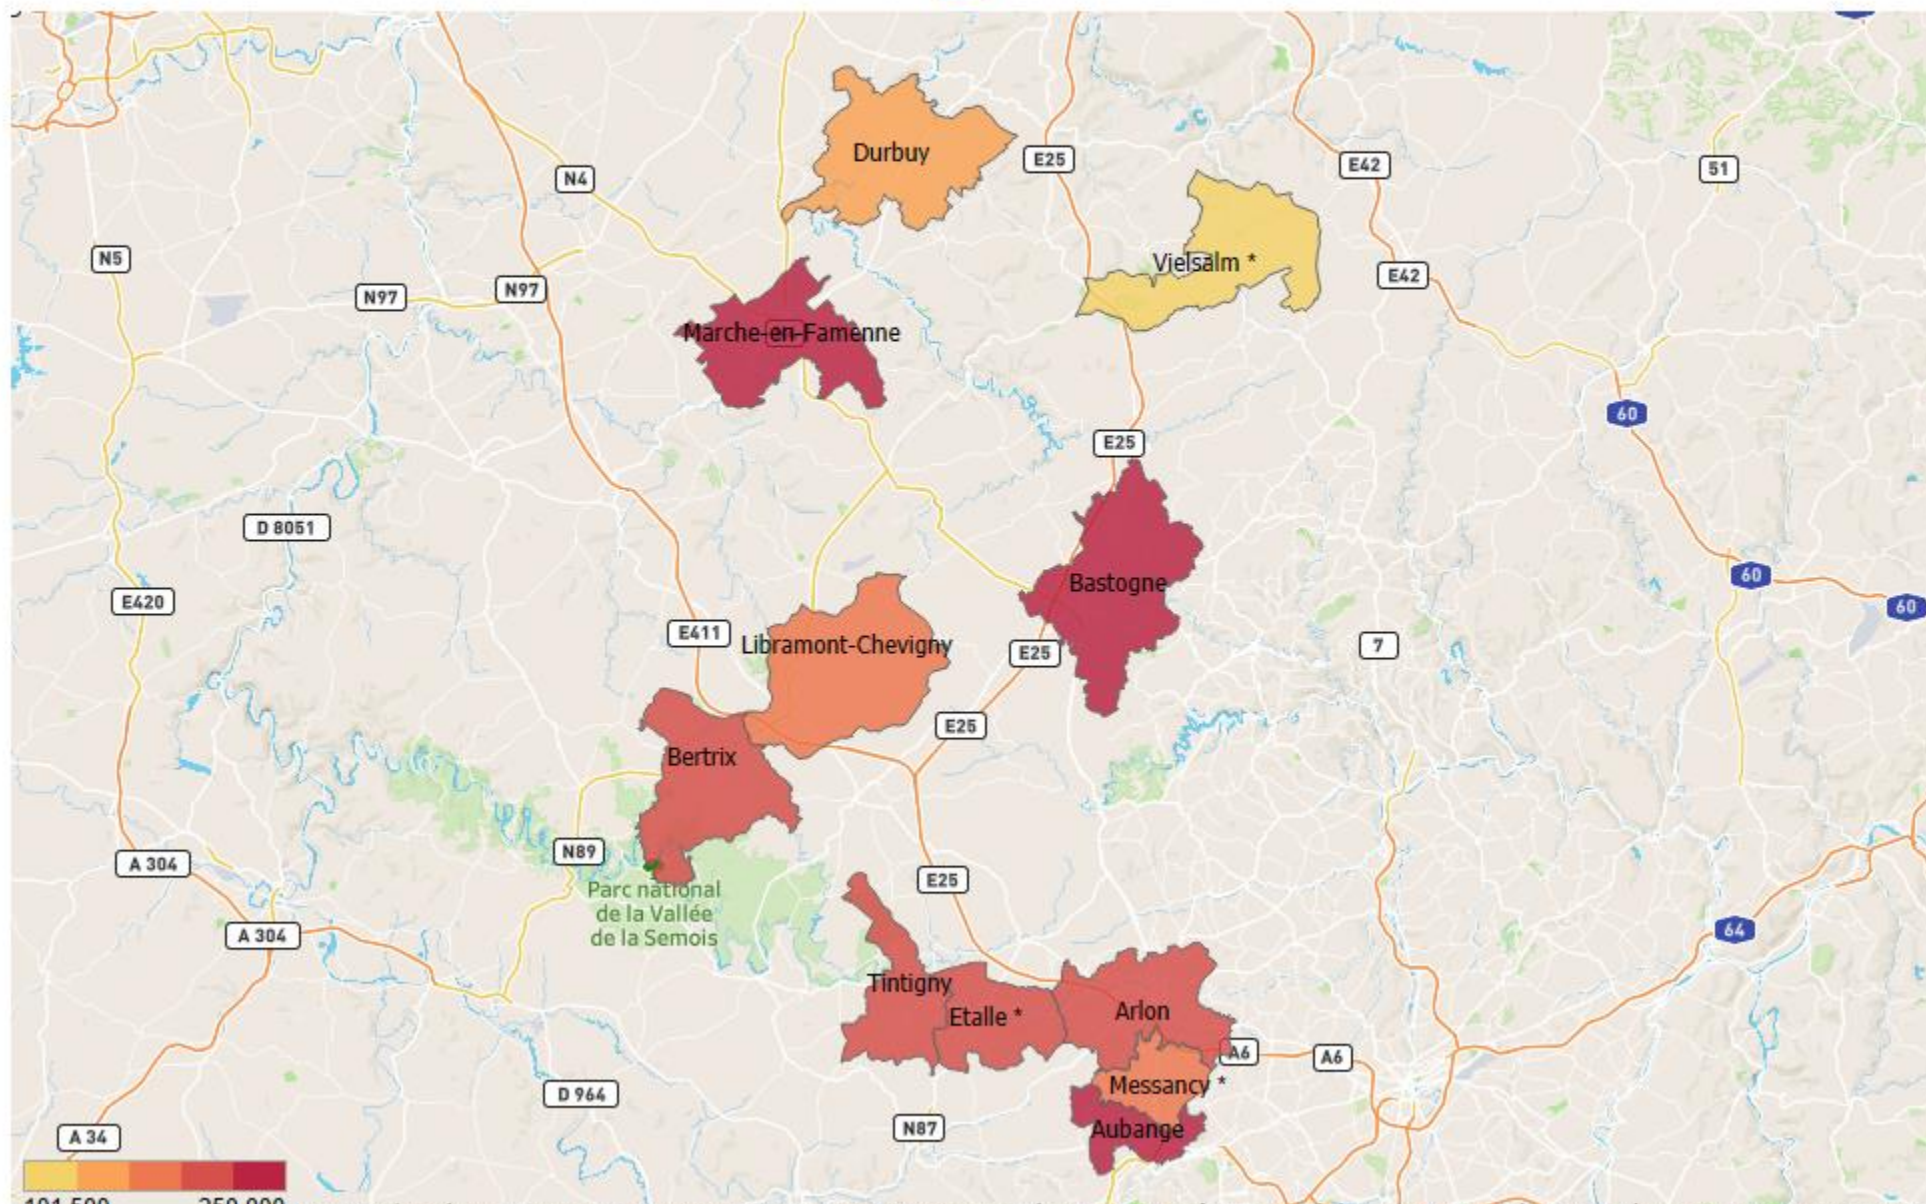 Durbuy
E25
E42
51
N4
N5
Vielsalm *
E42
N97
N97
Marche-en-Famenne
60
E25
D 8051
Bastogne
60
E420
60
E411
Libramont-Chevigny
E25
7
E25
Bertrix
N89
A 304
E25
Parc national
de la Vallée
de la Semois
A 304
64
Tintigny
Etalle *
Arlon
A6
A6
Messancy *
D 964
N87
Aubange
A 34